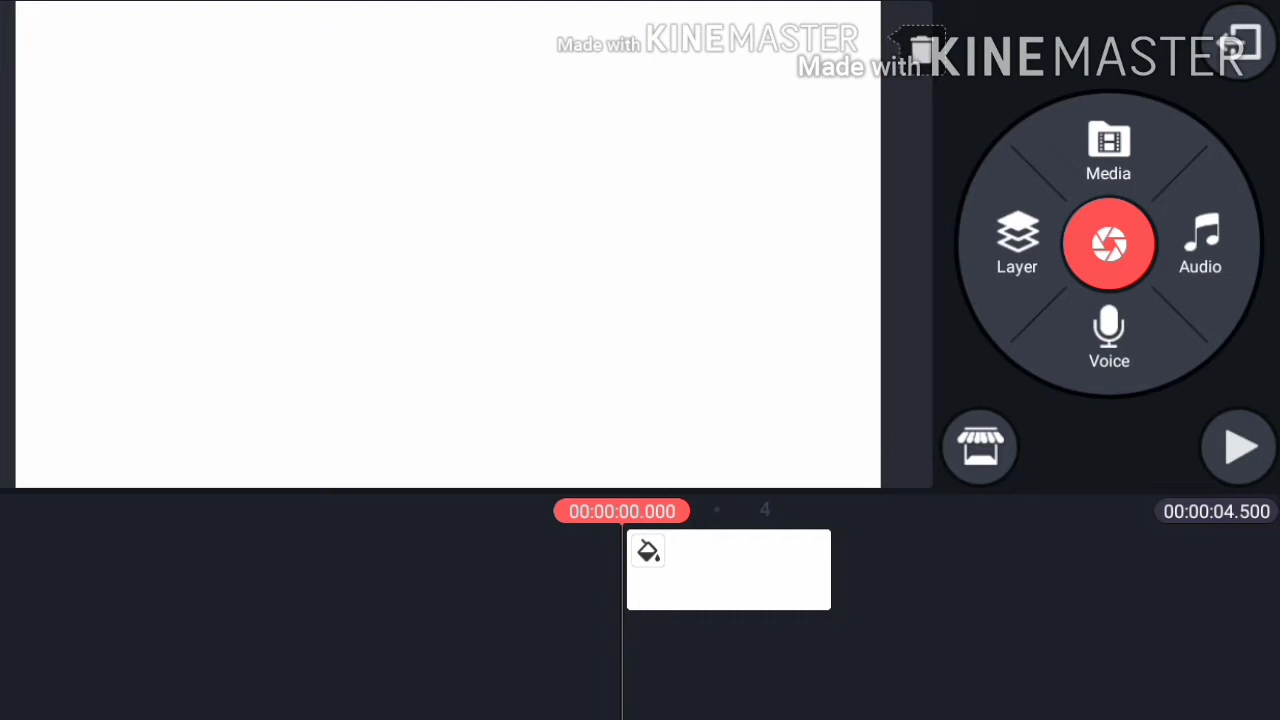 Made with KINEMASTER
Made with KINEMASTER
Media
Layer
Audio
Voice
00:00:00.000
4
00:00:04.500